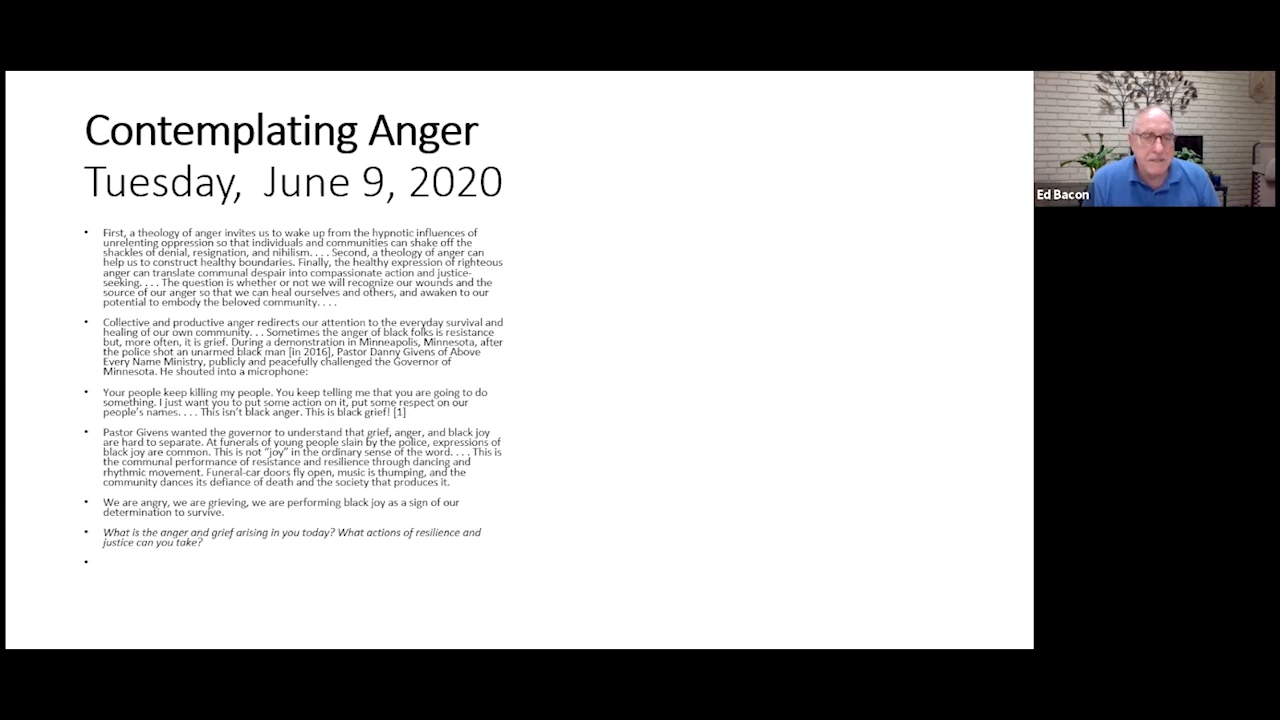 Contemplating Anger
Tuesday, June 9, 2020
• First, a theology of anger invites us to wake up from the hypnotic influences of
unrelenting oppression so that individuals and communities can shake off the
shackles of denial, resignation, and nihilism. . . . Second, a theology of anger can
help us to construct healthy boundaries. Finally, the healthy expression of righteous
anger can translate communal despair into compassionate action and justice-
seeking. . . . The question is whether or not we will recognize our wounds and the
source of our anger so that we can heal ourselves and others, and awaken to our
potential to embody the beloved community. . . .
• Collective and productive anger redirects our attention to the everyday survival and
healing of our own community. . . Sometimes the anger of black folks is resistance
but, more often, it is grief. During a demonstration in Minneapolis, Minnesota, after
the police shot an unarmed black man [in 2016], Pastor Danny Givens of Above
Every Name Ministry, publicly and peacefully challenged the Governor of
Minnesota. He shouted into a microphone:
• Your people keep killing my people. You keep telling me that you are going to do
something. I just want you to put some action on it, put some respect on our
people’s names. . . . This isn’t black anger. This is black grief! [1]
• Pastor Givens wanted the governor to understand that grief, anger, and black joy
are hard to separate. At funerals of young people slain by the police, expressions of
black joy are common. This is not “joy” in the ordinary sense of the word. . . . This is
the communal performance of resistance and resilience through dancing and
rhythmic movement. Funeral-car doors fly open, music is thumping, and the
community dances its defiance of death and the society that produces it.
• We are angry, we are grieving, we are performing black joy as a sign of our
determination to survive.
• What is the anger and grief arising in you today? What actions of resilience and
justice can you take?
•
Ed Bacon